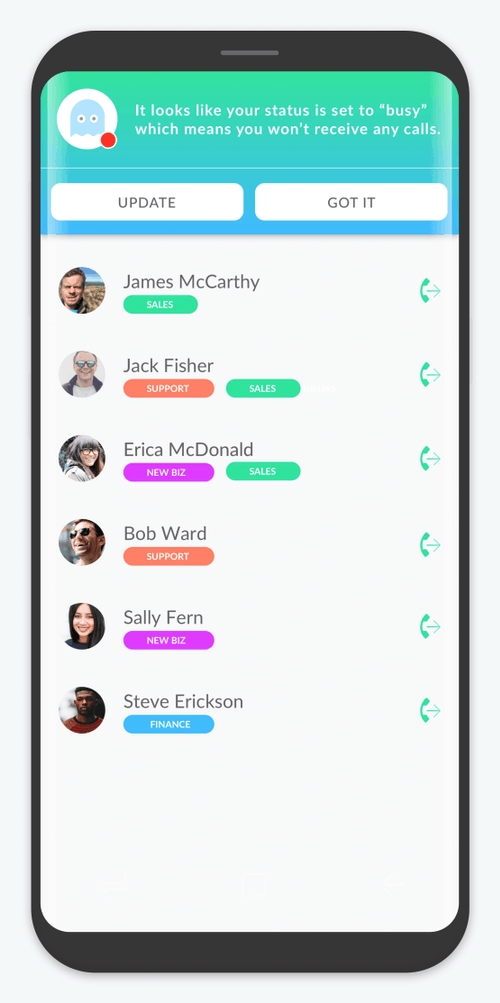 It looks like your status is set to “busy”
which means you won’t receive any calls.
UPDATE
GOT IT
James McCarthy
SALES
Jack Fisher
SUPPORT
SALES
Erica McDonald
NEW BIZ
SALES
Bob Ward
SUPPORT
Sally Fern
NEW BIZ
Steve Erickson
FINANCE